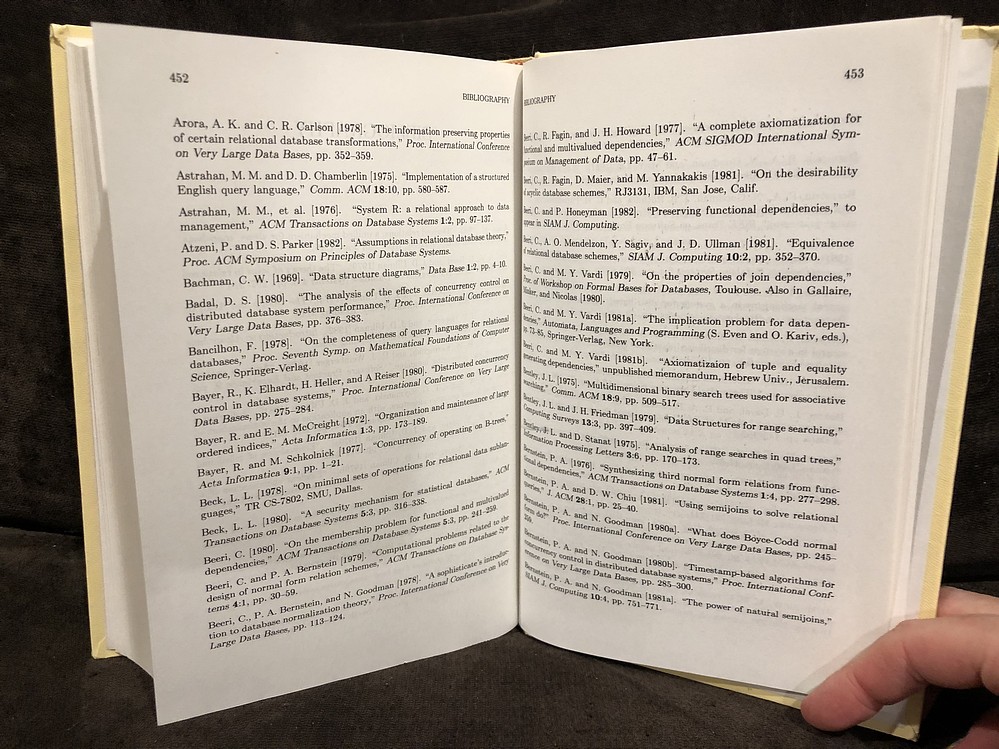 452
BIBLIOGRAPHY
Arora, A. K. and C. R. Carlson [1978]. “The information preserving properties
of certain relational database transformations,” Proc. International Conference
on Very Large Data Bases, pp. 352–359.
Astrahan, M. M. and D. D. Chamberlin [1975]. “Implementation of a structured
English query language,” Comm. ACM 18:10, pp. 580–587.
Astrahan, M. M., et al. [1976]. “System R: a relational approach to data
management,” ACM Transactions on Database Systems 1:2, pp. 97–137.
Atzeni, P. and D. S. Parker [1982]. “Assumptions in relational database theory,”
Proc. ACM Symposium on Principles of Database Systems.
Bachman, C. W. [1969]. “Data structure diagrams,” Data Base 1:2, pp. 4–10.
Badal, D. S. [1980]. “The analysis of the effects of concurrency control on
distributed database system performance,” Proc. International Conference on
Very Large Data Bases, pp. 376–383.
Bancilhon, F. [1978]. “On the completeness of query languages for relational
databases,” Proc. Seventh Symp. on Mathematical Foundations of Computer
Science, Springer-Verlag.
Bayer, R., K. Elhardt, H. Heller, and A Reiser [1980]. “Distributed concurrency
control in database systems,” Proc. International Conference on Very Large
Data Bases, pp. 275–284.
Bayer, R. and E. M. McCreight [1972]. “Organization and maintenance of large
ordered indices,” Acta Informatica 1:3, pp. 173–189.
Bayer, R. and M. Schkolnick [1977]. “Concurrency of operating on B-trees,”
Acta Informatica 9:1, pp. 1–21.
Beck, L. L. [1978]. “On minimal sets of operations for relational data sublan-
guages,” TR CS-7802, SMU, Dallas.
Beck, L. L. [1980]. “A security mechanism for statistical databases,” ACM
Transactions on Database Systems 5:3, pp. 316–338.
Beeri, C. [1980]. “On the membership problem for functional and multivalued
dependencies,” ACM Transactions on Database Systems 5:3, pp. 241–259.
Beeri, C. and P. A. Bernstein [1979]. “Computational problems related to the
design of normal form relation schemes,” ACM Transactions on Database Sys-
tems 4:1, pp. 30–59.
Beeri, C., P. A. Bernstein, and N. Goodman [1978]. “A sophisticate’s introduc-
tion to database normalization theory,” Proc. International Conference on Very
Large Data Bases, pp. 113–124.
453
BLIOGRAPHY
eeri, C., R. Fagin, and J. H. Howard [1977]. “A complete axiomatization for
nctional and multivalued dependencies,” ACM SIGMOD International Sym-
posium on Management of Data, pp. 47–61.
Beeri, C., R. Fagin, D. Maier, and M. Yannakakis [1981]. “On the desirability
of acyclic database schemes,” RJ3131, IBM, San Jose, Calif.
Beeri, C. and P. Honeyman [1982]. “Preserving functional dependencies,” to
appear in SIAM J. Computing.
Beeri, C., A. O. Mendelzon, Y. Sagiv, and J. D. Ullman [1981]. “Equivalence
of relational database schemes,” SIAM J. Computing 10:2, pp. 352–370.
Beeri, C. and M. Y. Vardi [1979]. “On the properties of join dependencies,”
Proc. of Workshop on Formal Bases for Databases, Toulouse. Also in Gallaire,
Minker, and Nicolas [1980].
Beeri, C. and M. Y. Vardi [1981a]. “The implication problem for data depen-
dencies,” Automata, Languages and Programming (S. Even and O. Kariv, eds.),
pp. 73–85, Springer-Verlag, New York.
Beeri, C. and M. Y. Vardi [1981b]. “Axiomatizaion of tuple and equality
generating dependencies,” unpublished memorandum, Hebrew Univ., Jerusalem.
Bentley, J. L. [1975]. “Multidimensional binary search trees used for associative
searching,” Comm. ACM 18:9, pp. 509–517.
Bentley, J. L. and J. H. Friedman [1979]. “Data Structures for range searching,”
Computing Surveys 13:3, pp. 397–409.
Bentley, J. L. and D. Stanat [1975]. “Analysis of range searches in quad trees,”
Information Processing Letters 3:6, pp. 170–173.
Bernstein, P. A. [1976]. “Synthesizing third normal form relations from func-
tional dependencies,” ACM Transactions on Database Systems 1:4, pp. 277–298.
Bernstein, P. A. and D. W. Chiu [1981]. “Using semijoins to solve relational
queries,” J. ACM 28:1, pp. 25–40.
Bernstein, P. A. and N. Goodman [1980a]. “What does Boyce-Codd normal
form do?” Proc. International Conference on Very Large Data Bases, pp. 245–
259.
Bernstein, P. A. and N. Goodman [1980b]. “Timestamp-based algorithms for
concurrency control in distributed database systems,” Proc. International Conf-
erence on Very Large Data Bases, pp. 285–300.
Bernstein, P. A. and N. Goodman [1981a]. “The power of natural semijoins,”
SIAM J. Computing 10:4, pp. 751–771.